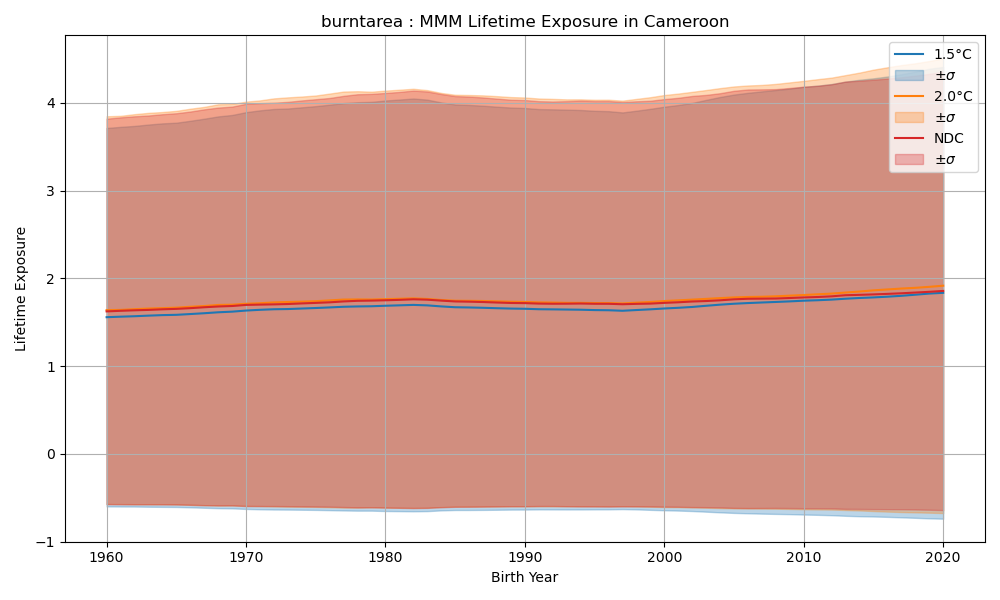 burntarea : MMM Lifetime Exposure in Cameroon
1.5°C
±σ
2.0°C
±σ
NDC
±σ
Lifetime Exposure
4
3
2
1
0
−1
1960 1970 1980 1990 2000 2010 2020
Birth Year